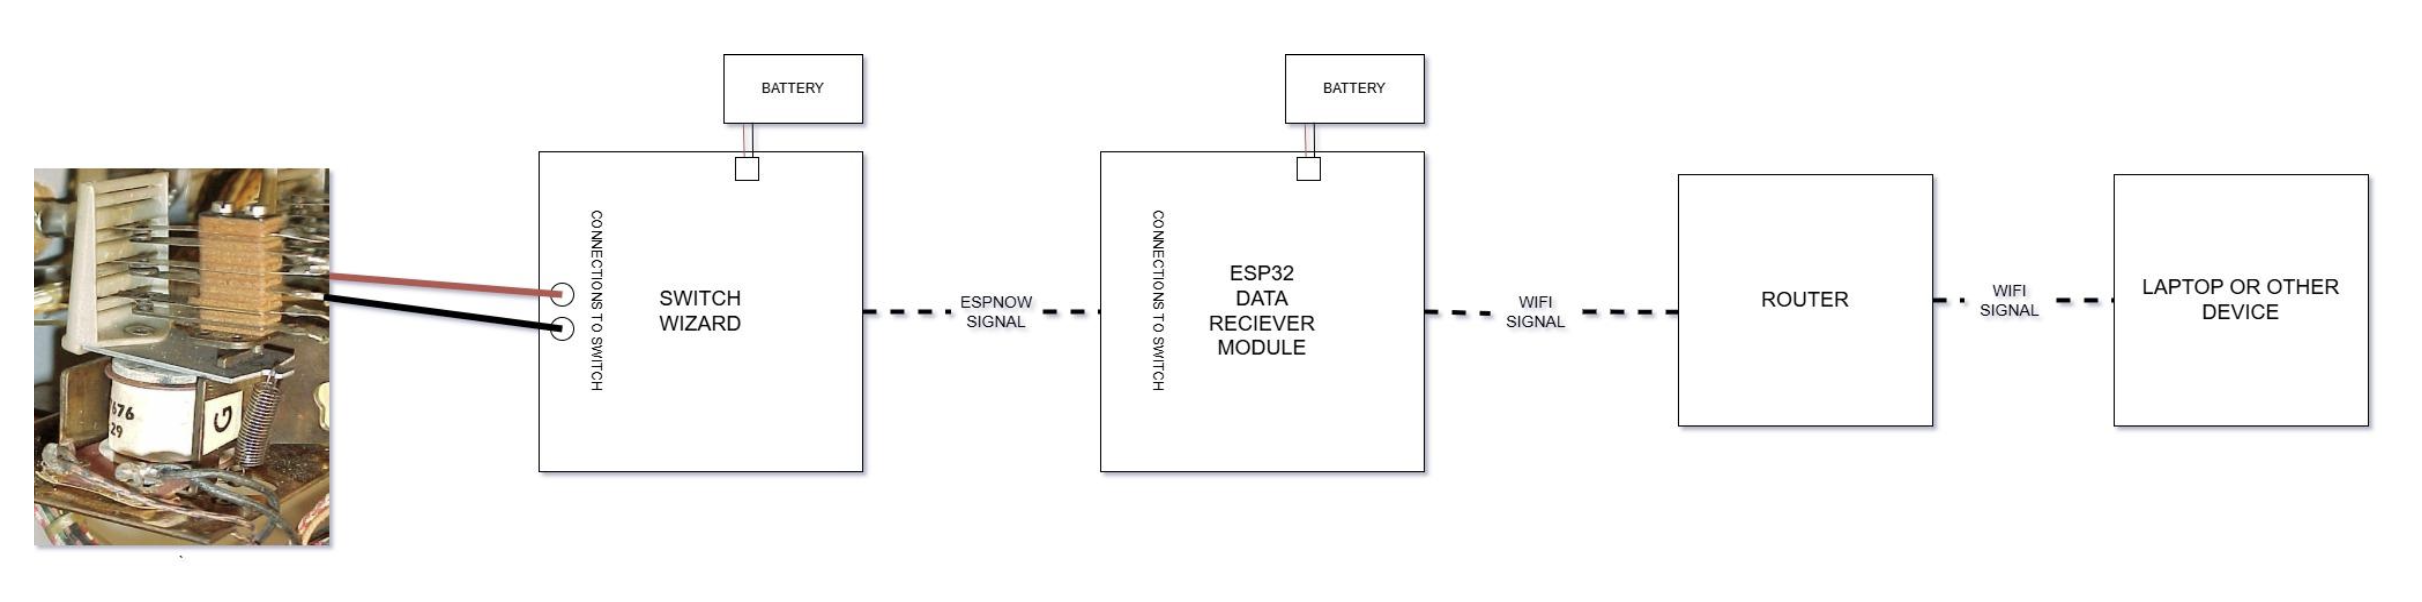 BATTERY
BATTERY
CONNECTIONS TO SWITCH
SWITCH
WIZARD
ESPNOW
SIGNAL
CONNECTIONS TO SWITCH
ESP32
DATA
RECIEVER
MODULE
WIFI
SIGNAL
ROUTER
WIFI
SIGNAL
LAPTOP OR OTHER
DEVICE
676
29
G